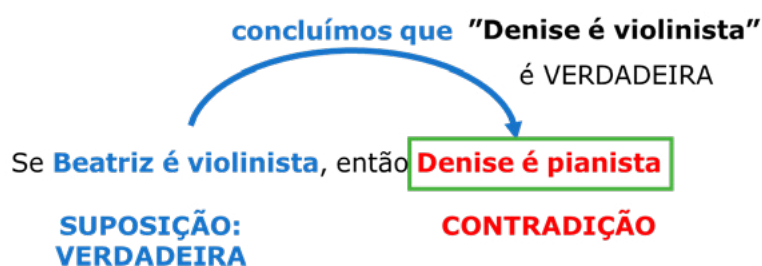 concluímos que ”Denise é violinista”
é VERDADEIRA
Se Beatriz é violinista, então Denise é pianista
SUPOSIÇÃO: CONTRADIÇÃO
VERDADEIRA